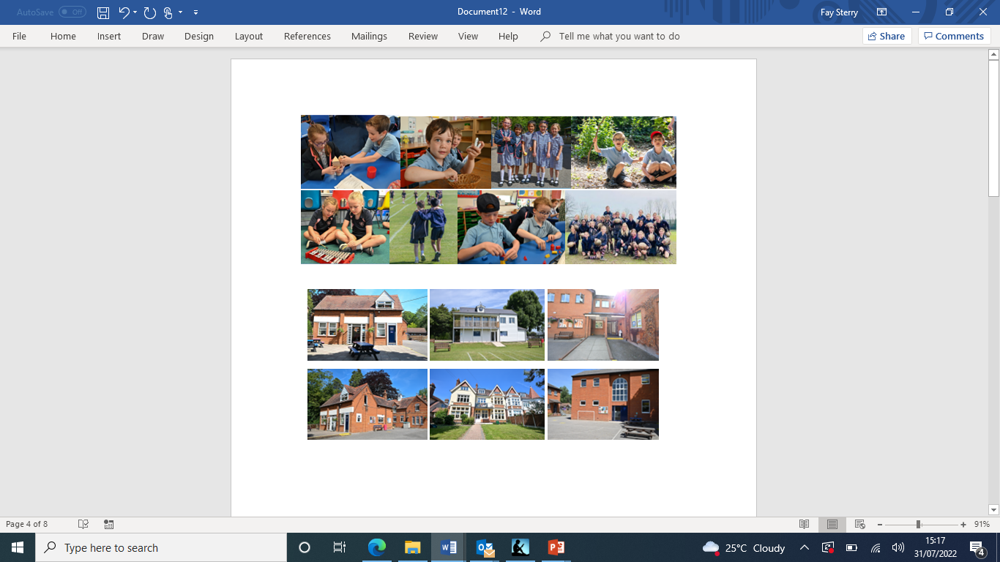 AutoSave Off
Document12 - Word
Fay Sterry
File Home Insert Draw Design Layout References Mailings Review View Help Tell me what you want to do
Share Comments
Page 4 of 8
91%
Type here to search
25°C Cloudy
15:17
31/07/2022
4